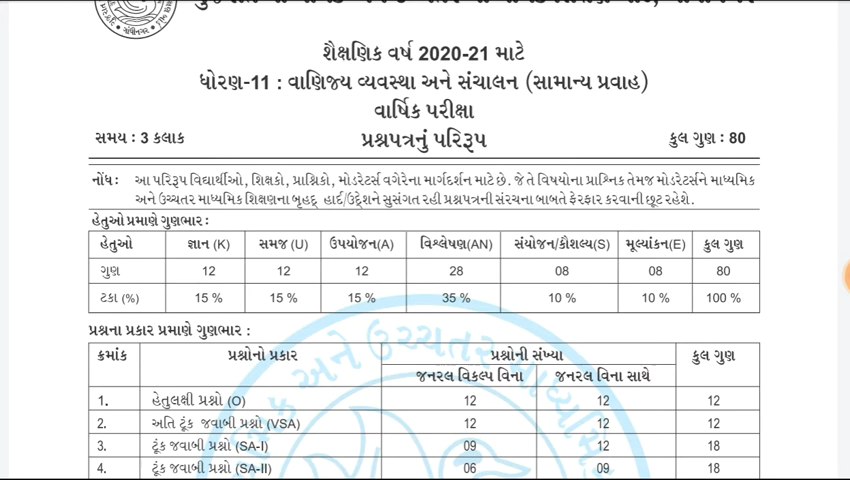 ગાંધીનગર
શૈક્ષણિક વર્ષ 2020-21 માટે
ધોરણ-11 : વાણિજ્ય વ્યવસ્થા અને સંચાલન (સામાન્ય પ્રવાહ)
વાર્ષિક પરીક્ષા
સમય : 3 કલાક પ્રશ્નપત્રનું પરિરૂપ કુલ ગુણ : 80
નોંધ : આ પરિરૂપ વિદ્યાર્થીઓ, શિક્ષકો, પ્રાશ્નિકો, મોડરેટર્સ વગેરેના માર્ગદર્શન માટે છે. જે તે વિષયોના પ્રાશ્નિક તેમજ મોડરેટર્સને માધ્યમિક
અને ઉચ્ચતર માધ્યમિક શિક્ષણના બૃહદ્ હાર્દ/ઉદ્દેશને સુસંગત રહી પ્રશ્નપત્રની સંરચના બાબતે ફેરફાર કરવાની છૂટ રહેશે.
હેતુઓ પ્રમાણે ગુણભાર :
હેતુઓ જ્ઞાન (K) સમજ (U) ઉપયોજન(A) વિશ્લેષણ(AN) સંયોજન/કૌશલ્ય(S) મૂલ્યાંકન(E) કુલ ગુણ
ગુણ 12 12 12 28 08 08 80
ટકા (%) 15 % 15 % 15 % 35 % 10 % 10 % 100 %
પ્રશ્નના પ્રકાર પ્રમાણે ગુણભાર :
ક્રમાંક પ્રશ્નોનો પ્રકાર પ્રશ્નોની સંખ્યા કુલ ગુણ
જનરલ વિકલ્પ વિના જનરલ વિના સાથે
1. હેતુલક્ષી પ્રશ્નો (O) 12 12 12
2. અતિ ટૂંક જવાબી પ્રશ્નો (VSA) 12 12 12
3. ટૂંક જવાબી પ્રશ્નો (SA-I) 09 12 18
4. ટૂંક જવાબી પ્રશ્નો (SA-II) 06 09 18
અને ઉચ્ચતર માધ્યમિક